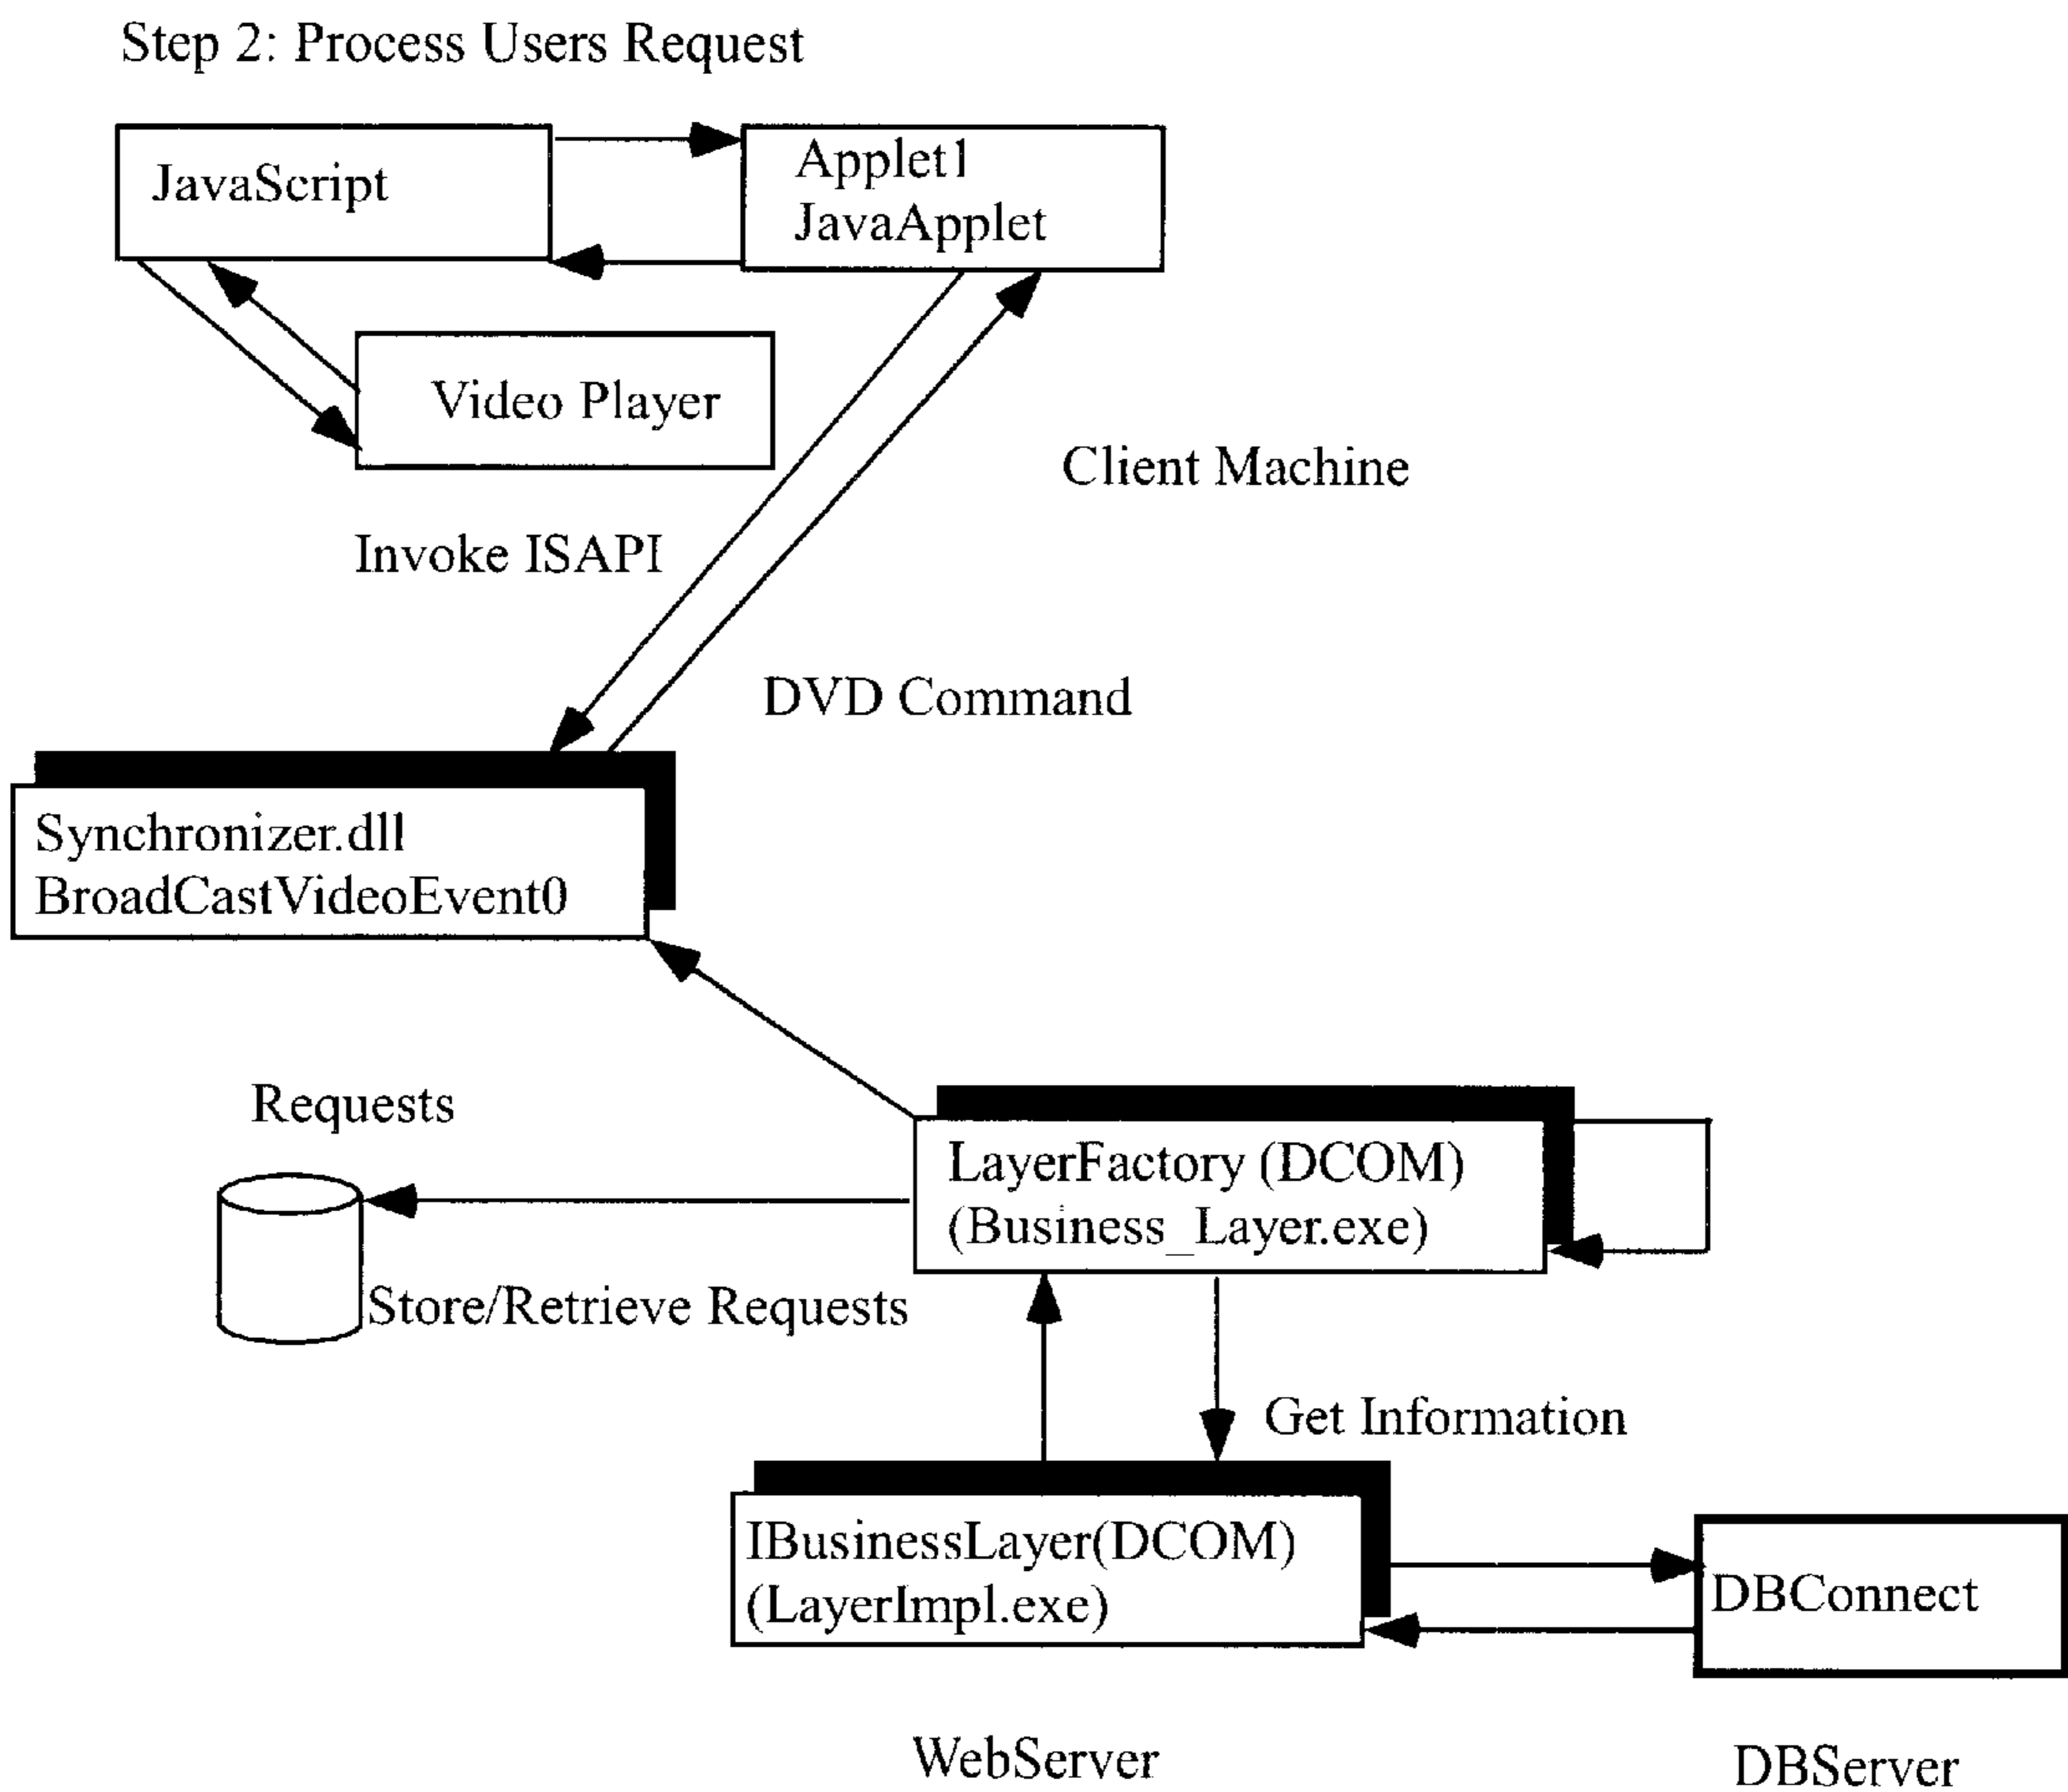 Step 2: Process Users Request
JavaScript
Applet1
JavaApplet
Video Player
Client Machine
Invoke ISAPI
DVD Command
Synchronizer.dll
BroadCastVideoEvent0
Requests
LayerFactory (DCOM)
(Business_Layer.exe)
Store/Retrieve Requests
Get Information
IBusinessLayer(DCOM)
(LayerImpl.exe)
DBConnect
WebServer
DBServer